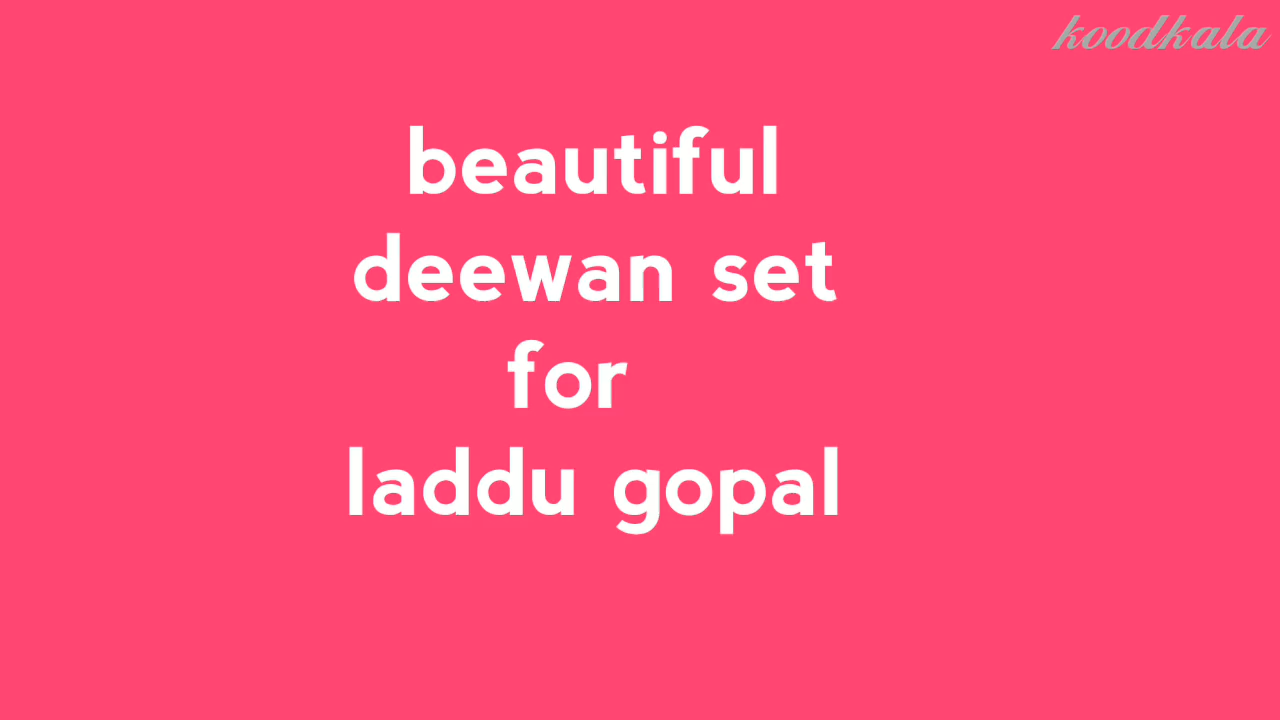 koodkala
beautiful
deewan set
for
laddu gopal